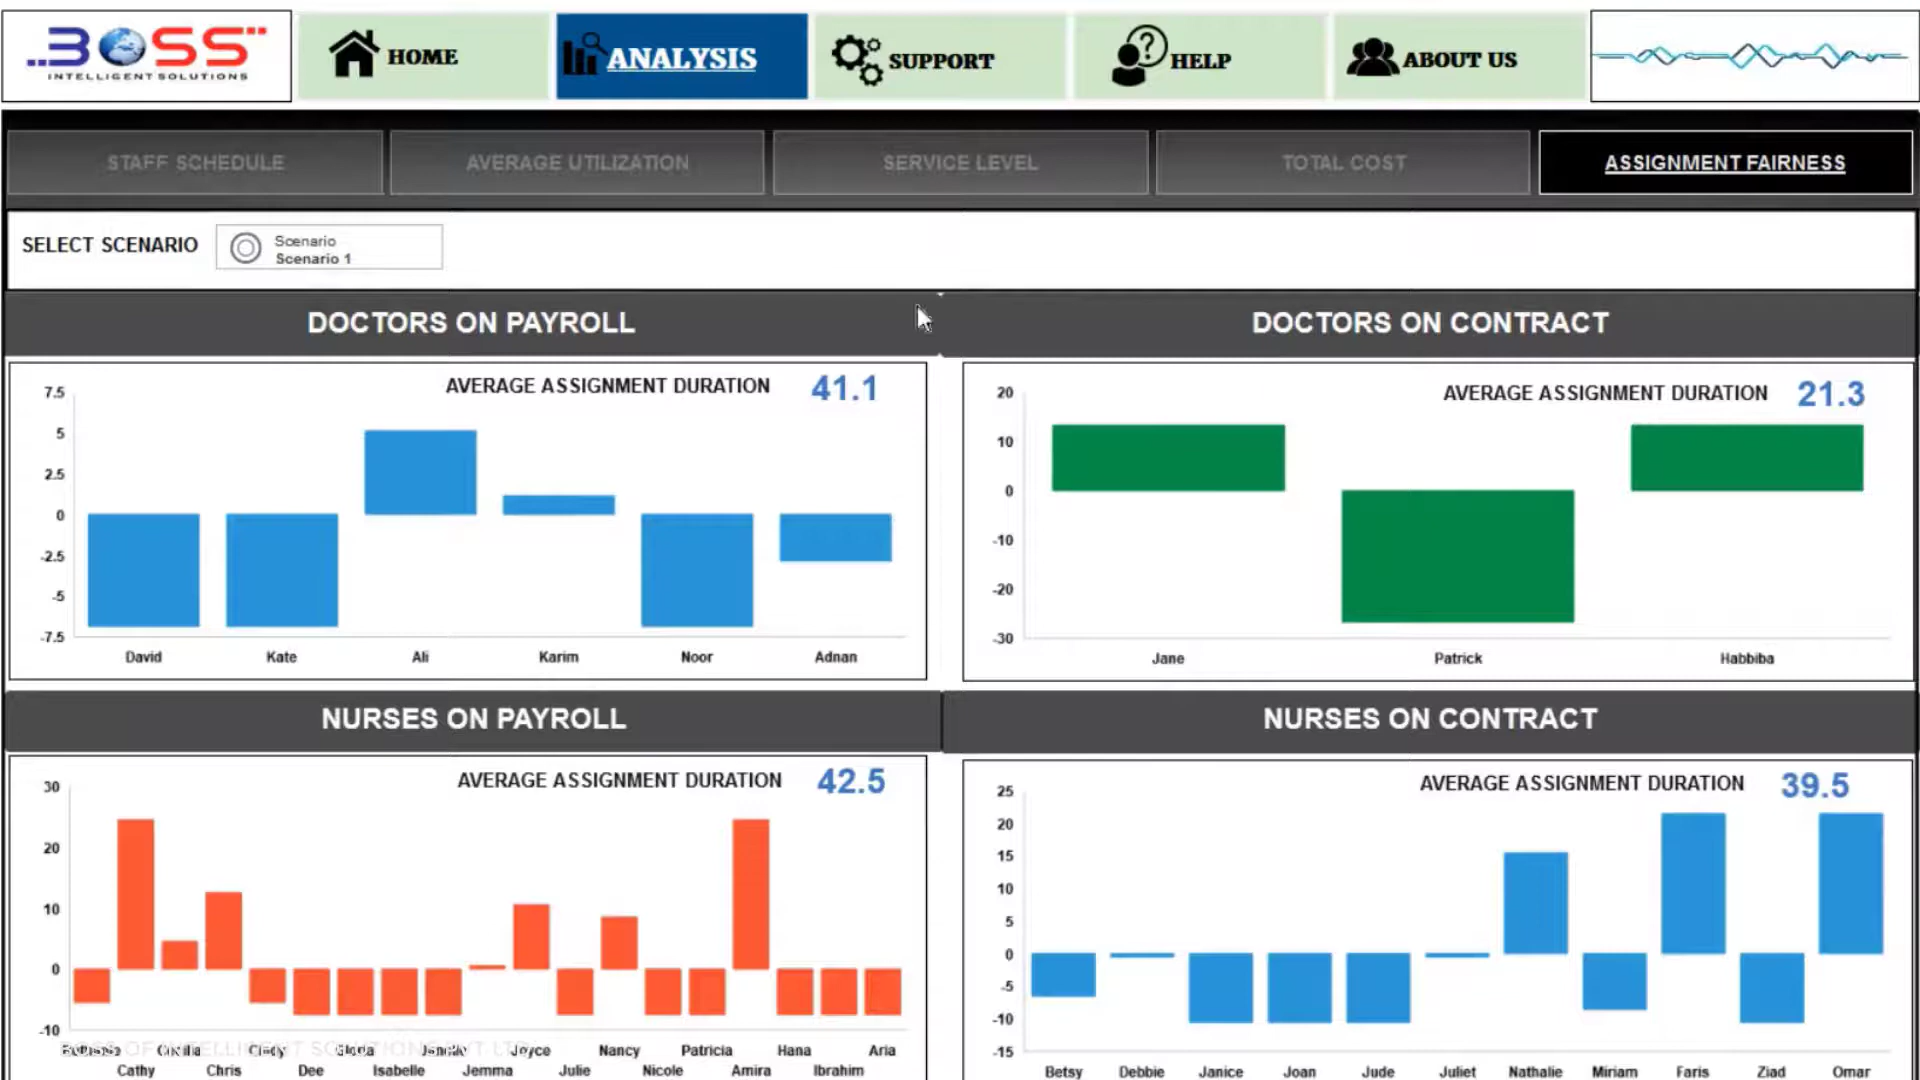 BOSS
INTELLIGENT SOLUTIONS
HOME
ANALYSIS
SUPPORT
HELP
ABOUT US
STAFF SCHEDULE
AVERAGE UTILIZATION
SERVICE LEVEL
TOTAL COST
ASSIGNMENT FAIRNESS
SELECT SCENARIO
Scenario
Scenario 1
DOCTORS ON PAYROLL
DOCTORS ON CONTRACT
AVERAGE ASSIGNMENT DURATION 41.1
7.5
5
2.5
0
-2.5
-5
-7.5
David Kate Ali Karim Noor Adnan
AVERAGE ASSIGNMENT DURATION 21.3
20
10
0
-10
-20
-30
Jane Patrick Habbiba
NURSES ON PAYROLL
NURSES ON CONTRACT
AVERAGE ASSIGNMENT DURATION 42.5
30
20
10
0
-10
Cindy Gloria Joyce Nancy Patricia Hana Aria
Cathy Chris Dee Isabelle Jemma Julie Nicole Amira Ibrahim
AVERAGE ASSIGNMENT DURATION 39.5
25
20
15
10
5
0
-5
-10
-15
Betsy Debbie Janice Joan Jude Juliet Nathalie Miriam Faris Ziad Omar